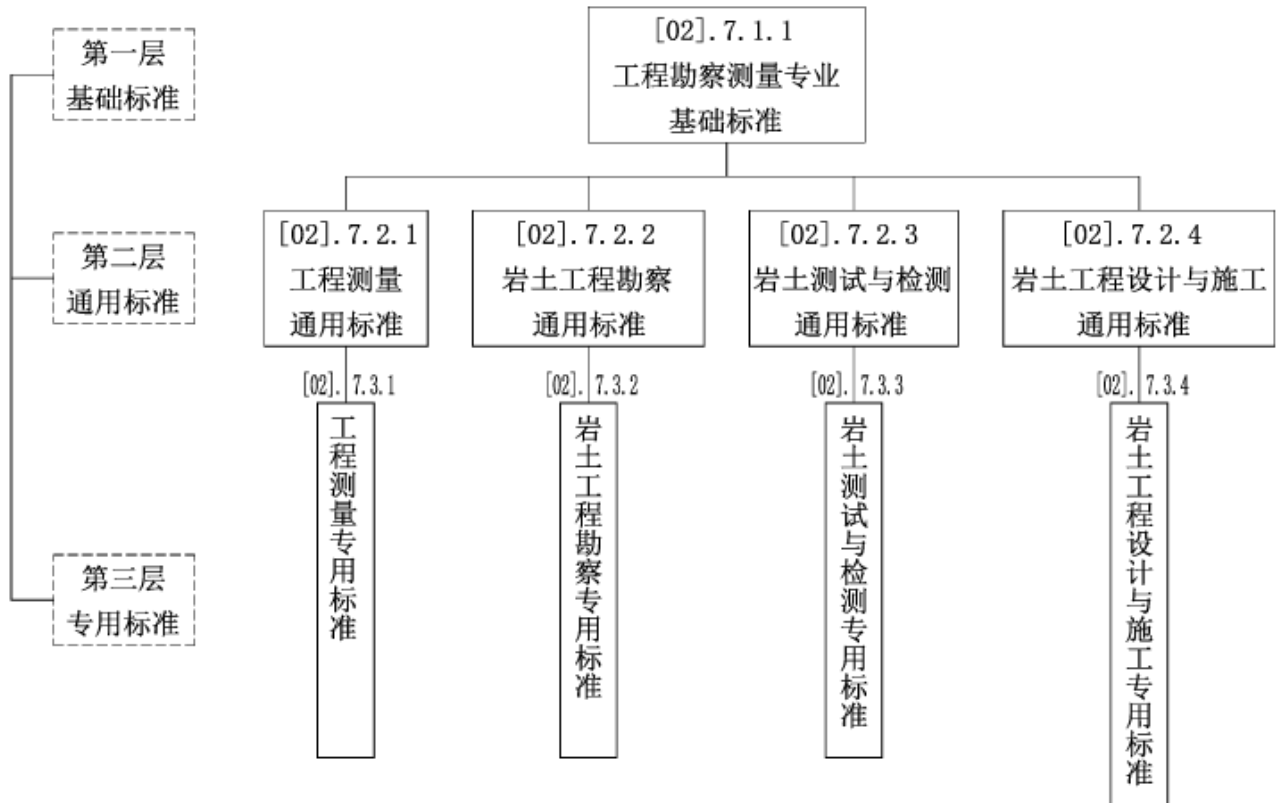 第一层
基础标准
[02].7.1.1
工程勘察测量专业
基础标准
第二层
通用标准
[02].7.2.1
工程测量
通用标准
[02].7.2.2
岩土工程勘察
通用标准
[02].7.2.3
岩土测试与检测
通用标准
[02].7.2.4
岩土工程设计与施工
通用标准
第三层
专用标准
[02].7.3.1
工程测量专用标准
[02].7.3.2
岩土工程勘察专用标准
[02].7.3.3
岩土测试与检测专用标准
[02].7.3.4
岩土工程设计与施工专用标准